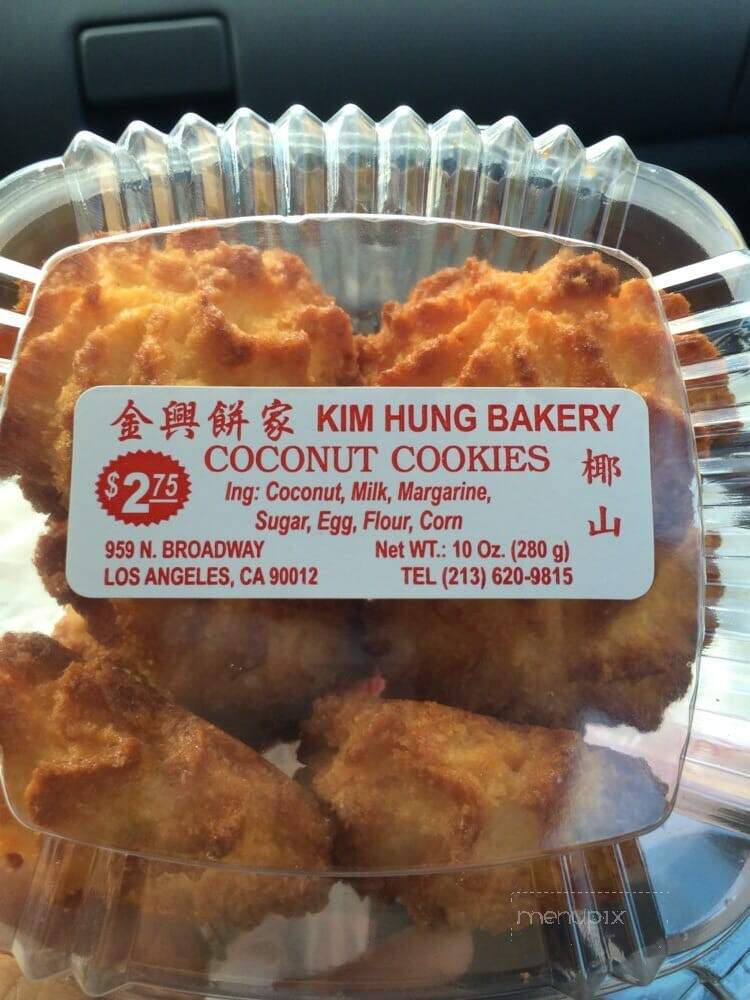 金興餅家 KIM HUNG BAKERY
COCONUT COOKIES
$2.75
Ing: Coconut, Milk, Margarine,
Sugar, Egg, Flour, Corn
椰山
959 N. BROADWAY
Net WT.: 10 Oz. (280 g)
LOS ANGELES, CA 90012
TEL (213) 620-9815
menupix